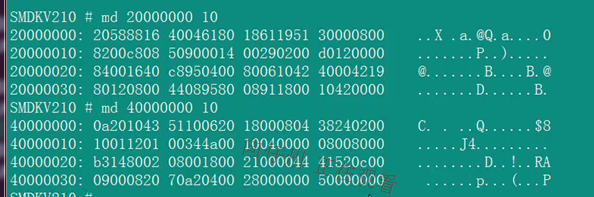 SMDKV210 # md 20000000 10
20000000: 20588816 40046180 18611951 30000800    ..X .a.@Q.a....0
20000010: 8200c808 50900014 00290200 d0120000    .......P..).....
20000020: 84001640 c8950400 80061042 40004219    @.......B....B.@
20000030: 80120800 44089580 08911800 10420000    .......D......B.
SMDKV210 # md 40000000 10
40000000: 0a201043 51100620 18000804 38240200    C. . ..Q......$8
40000010: 10011201 00344a00 08008000    .....J4.........
40000020: b3148002 08001800 21000044 41520c00    ........D..!..RA
40000030: 09000820 70a20400 28000000    ......p...(...P
SMDKV210 #